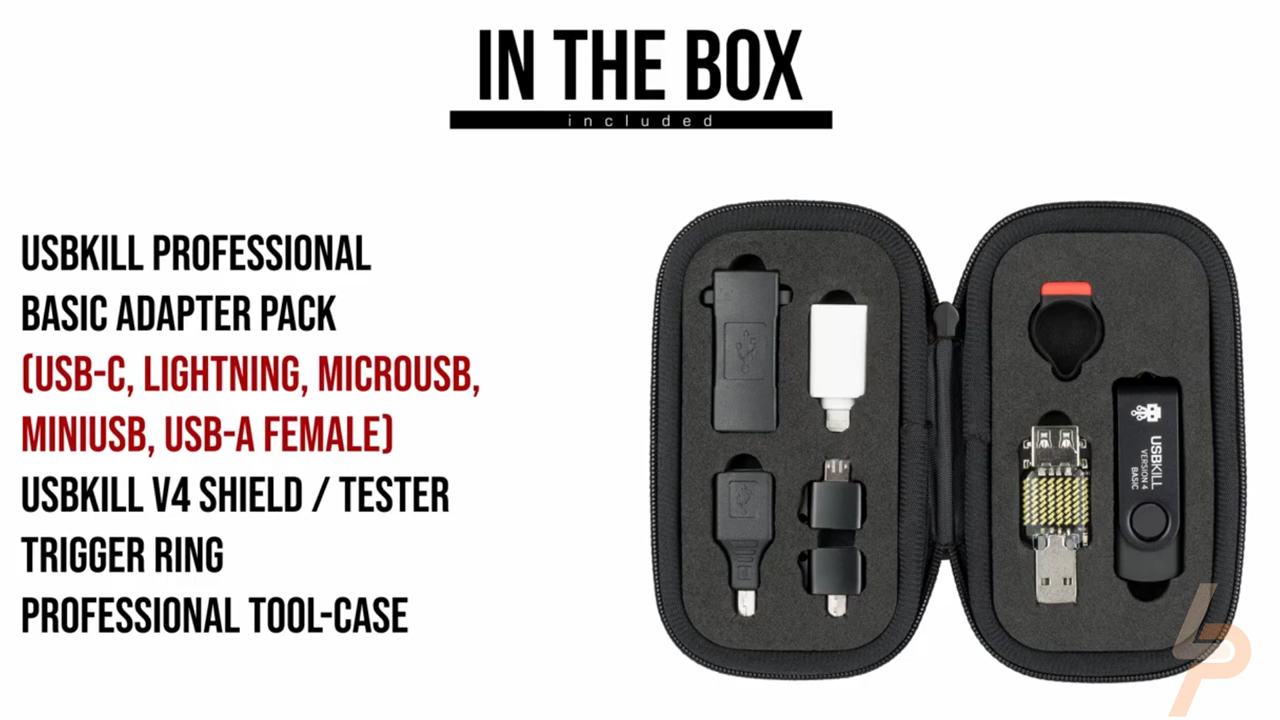 IN THE BOX
included
USBKILL PROFESSIONAL
BASIC ADAPTER PACK
(USB-C, LIGHTNING, MICROUSB,
MINIUSB, USB-A FEMALE)
USBKILL V4 SHIELD / TESTER
TRIGGER RING
PROFESSIONAL TOOL-CASE
USBKILL
VERSION 4
BASIC